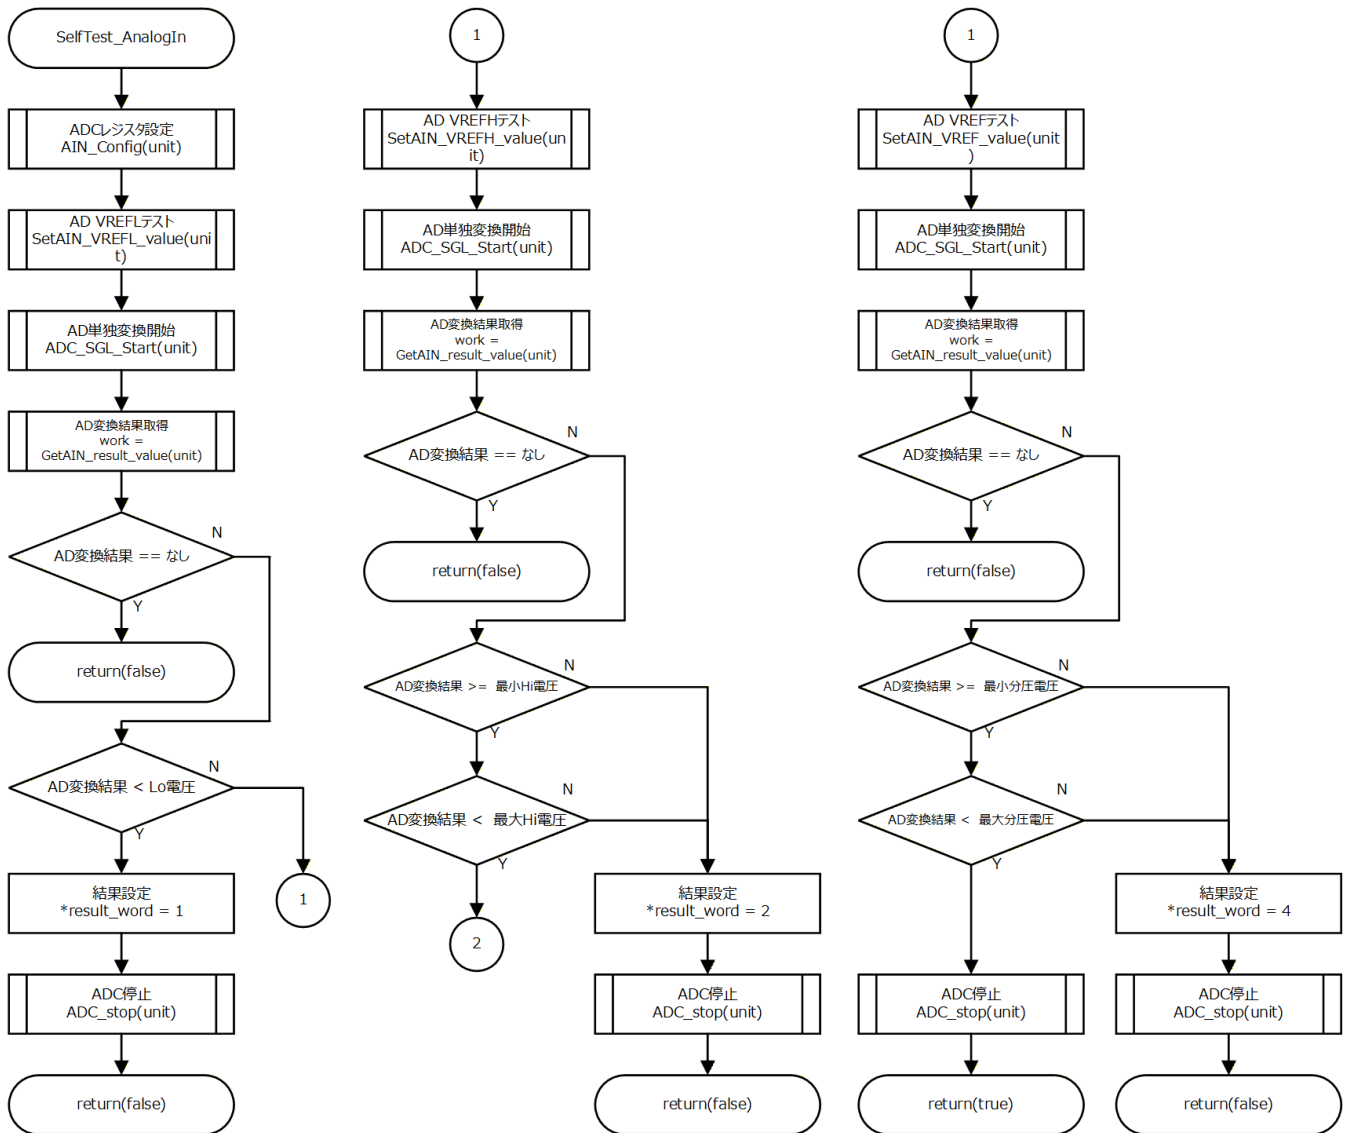 SelfTest_AnalogIn
ADCレジスタ設定
AIN_Config(unit)
AD VREFLテスト
SetAIN_VREFL_value(uni
t)
AD単独変換開始
ADC_SGL_Start(unit)
AD変換結果取得
work =
GetAIN_result_value(unit)
AD変換結果 == なし
N
Y
return(false)
AD変換結果 < Lo電圧
N
Y
1
結果設定
*result_word = 1
ADC停止
ADC_stop(unit)
return(false)
1
AD VREFHテスト
SetAIN_VREFH_value(un
it)
AD単独変換開始
ADC_SGL_Start(unit)
AD変換結果取得
work =
GetAIN_result_value(unit)
AD変換結果 == なし
N
Y
return(false)
AD変換結果 >= 最小Hi電圧
N
Y
AD変換結果 < 最大Hi電圧
N
Y
2
結果設定
*result_word = 2
ADC停止
ADC_stop(unit)
return(false)
1
AD VREFテスト
SetAIN_VREF_value(unit
)
AD単独変換開始
ADC_SGL_Start(unit)
AD変換結果取得
work =
GetAIN_result_value(unit)
AD変換結果 == なし
N
Y
return(false)
AD変換結果 >= 最小分圧電圧
N
Y
AD変換結果 < 最大分圧電圧
N
Y
ADC停止
ADC_stop(unit)
return(true)
結果設定
*result_word = 4
ADC停止
ADC_stop(unit)
return(false)